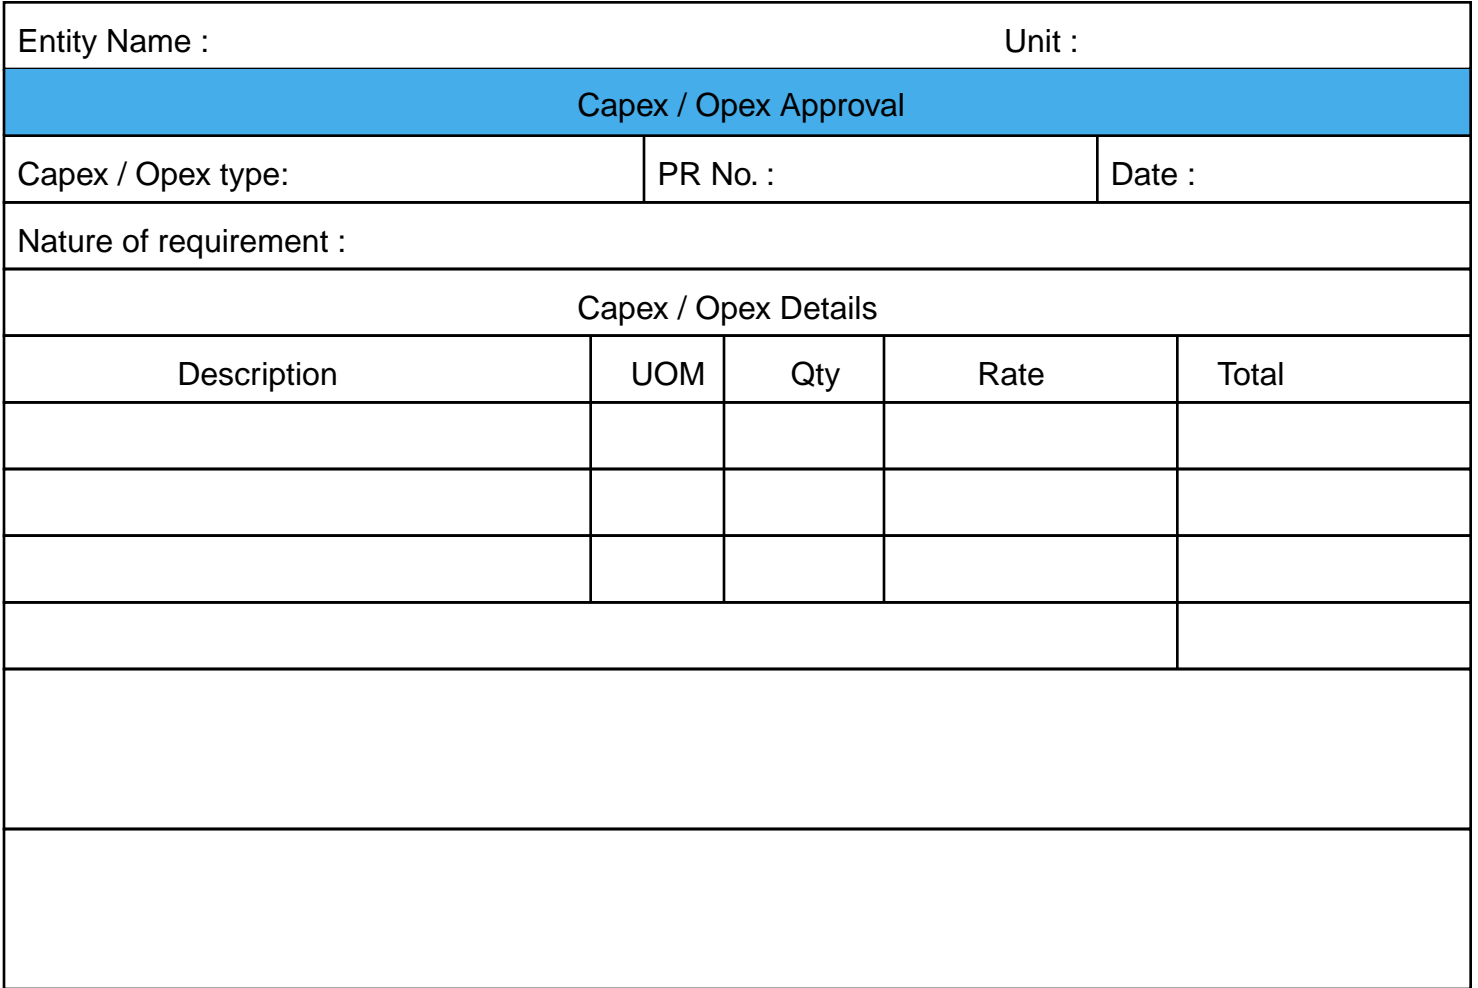 Entity Name : Unit :
Capex / Opex Approval
Capex / Opex type: PR No. : Date :
Nature of requirement :
Capex / Opex Details
Description UOM Qty Rate Total